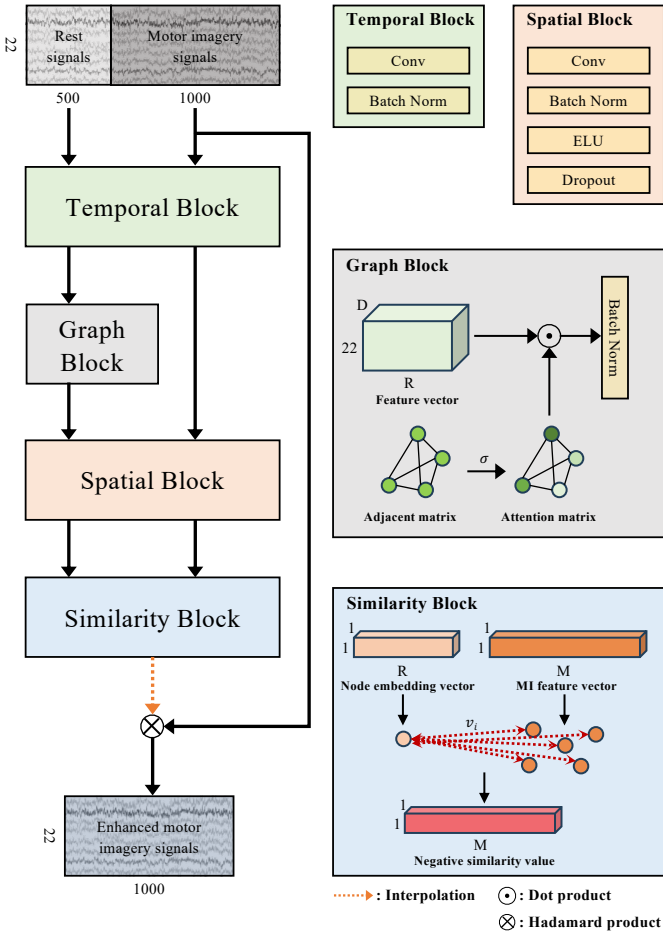 22
Rest
signals
Motor imagery
signals
500
1000
Temporal Block
Graph
Block
Spatial Block
Similarity Block
22
Enhanced motor
imagery signals
1000
Temporal Block
Conv
Batch Norm
Spatial Block
Conv
Batch Norm
ELU
Dropout
Graph Block
D
22
R
Feature vector
Batch Norm
σ
Adjacent matrix
Attention matrix
Similarity Block
1
1
R
Node embedding vector
1
1
M
MI feature vector
v_i
1
1
M
Negative similarity value
: Interpolation
: Dot product
: Hadamard product